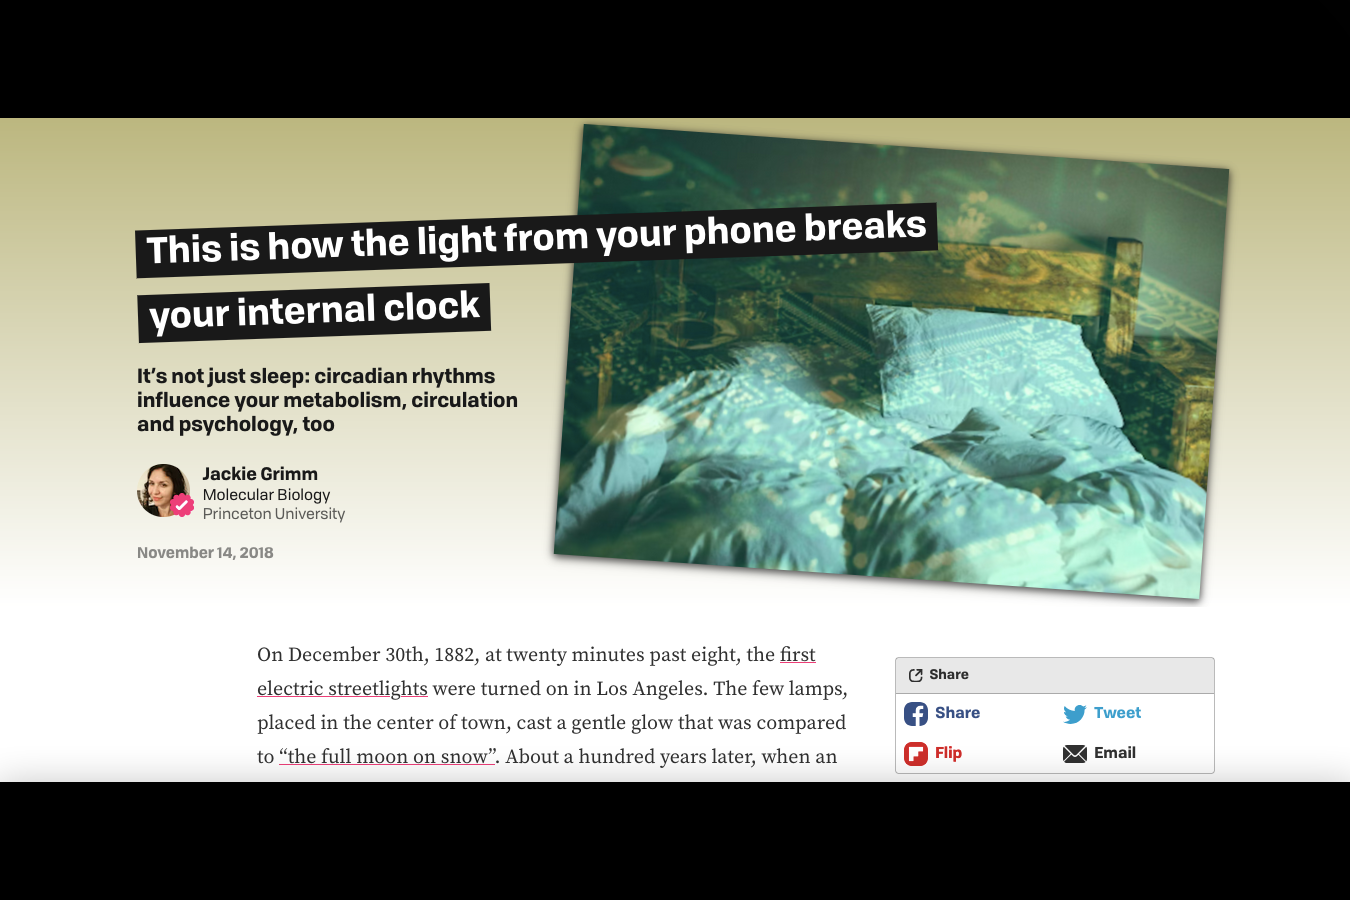 This is how the light from your phone breaks
your internal clock
It’s not just sleep: circadian rhythms
influence your metabolism, circulation
and psychology, too
Jackie Grimm
Molecular Biology
Princeton University
November 14, 2018
On December 30th, 1882, at twenty minutes past eight, the first
electric streetlights were turned on in Los Angeles. The few lamps,
placed in the center of town, cast a gentle glow that was compared
to “the full moon on snow”. About a hundred years later, when an
Share
Share
Tweet
Flip
Email